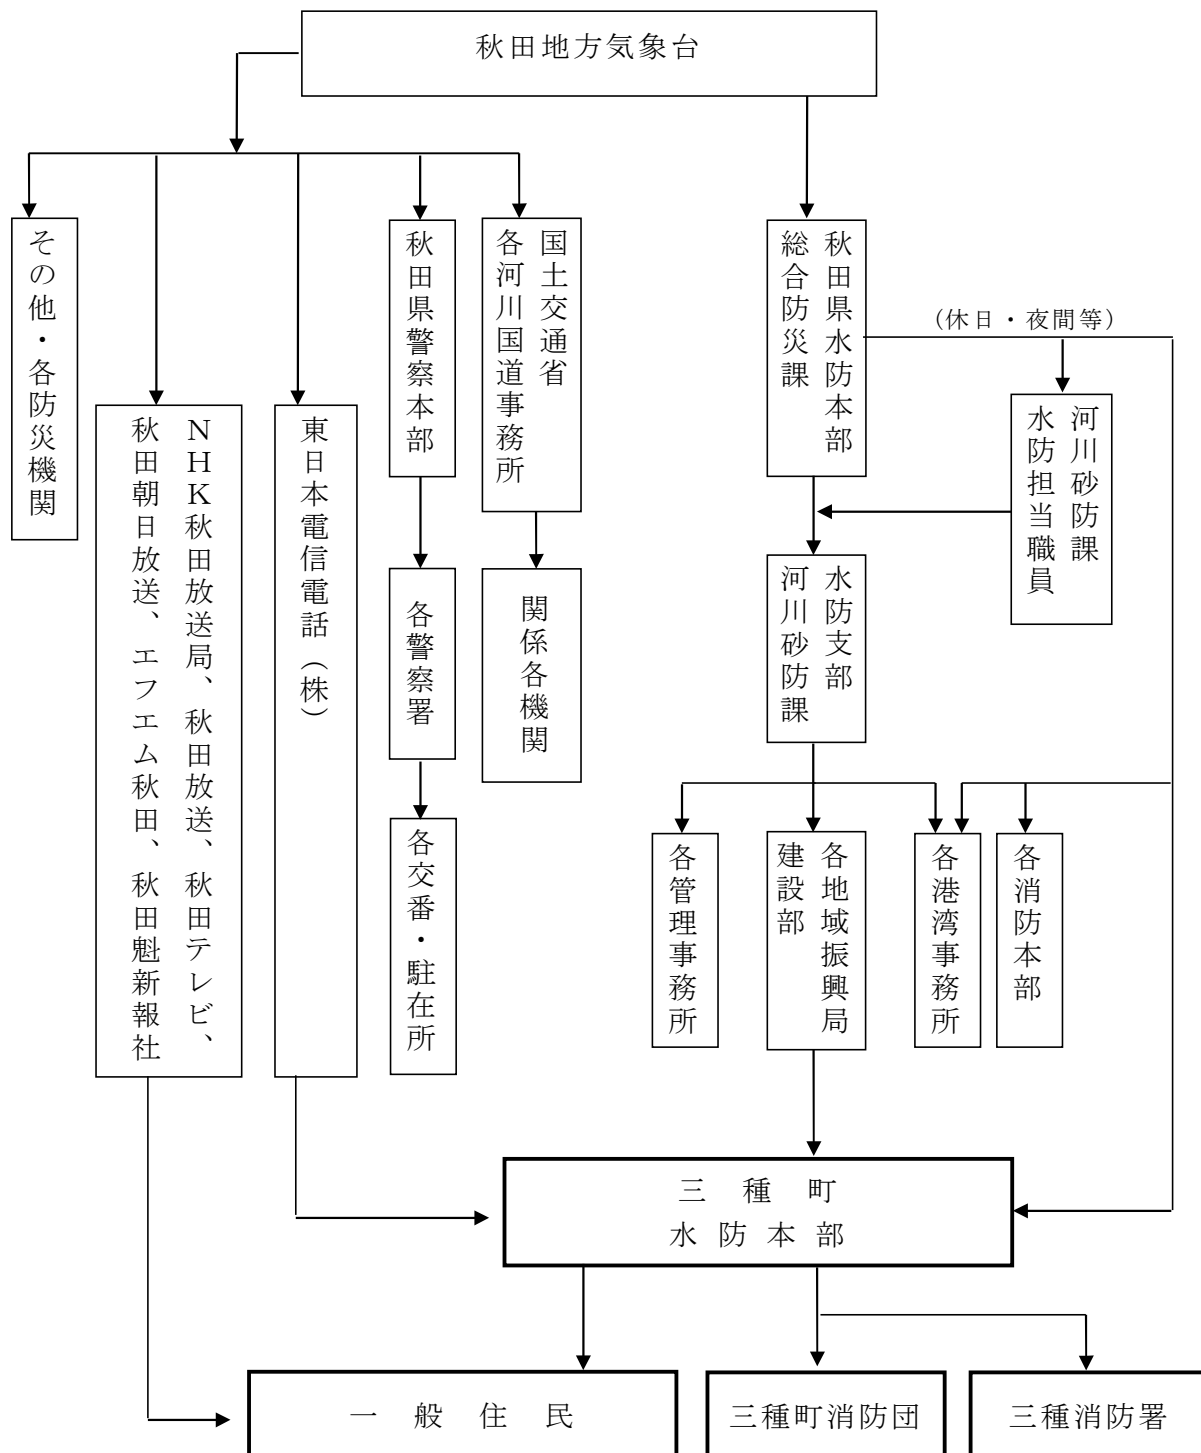 秋田地方気象台
その他・各防災機関
NHK秋田放送局、秋田放送、秋田テレビ、
秋田朝日放送、エフエム秋田、秋田魁新報社
東日本電信電話（株）
秋田県警察本部
国土交通省
各河川国道事務所
秋田県水防本部
総合防災課
(休日・夜間等)
河川砂防課
水防担当職員
各警察署
関係各機関
水防支部
河川砂防課
各交番・駐在所
各管理事務所
各地域振興局
建設部
各港湾事務所
各消防本部
三種町
水防本部
一般住民
三種町消防団
三種消防署